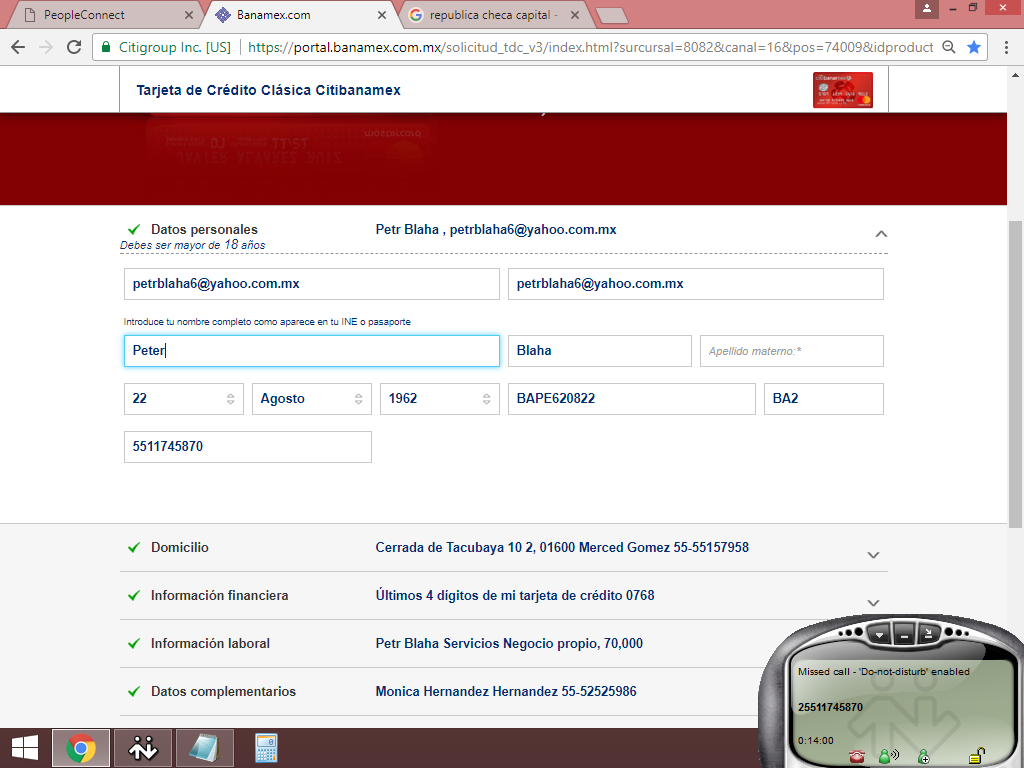 PeopleConnect
Banamex.com
republica checa capital -
Citigroup Inc. [US]
https://portal.banamex.com.mx/solicitud_tdc_v3/index.html?sursursal=8082&canal=16&pos=74009&idproduct
Tarjeta de Crédito Clásica Citibanamex
Datos personales
Petr Blaha , petrblaha6@yahoo.com.mx
Debes ser mayor de 18 años
petrblaha6@yahoo.com.mx
petrblaha6@yahoo.com.mx
Introduce tu nombre completo como aparece en tu INE o pasaporte
Peter
Blaha
Apellido materno:*
22
Agosto
1962
BAPE620822
BA2
5511745870
Domicilio
Cerrada de Tacubaya 10 2, 01600 Merced Gomez 55-55157958
Información financiera
Últimos 4 dígitos de mi tarjeta de crédito 0768
Información laboral
Petr Blaha Servicios Negocio propio, 70,000
Datos complementarios
Monica Hernandez Hernandez 55-52525986
Missed call - 'Do-not-disturb' enabled
25511745870
0:14:00